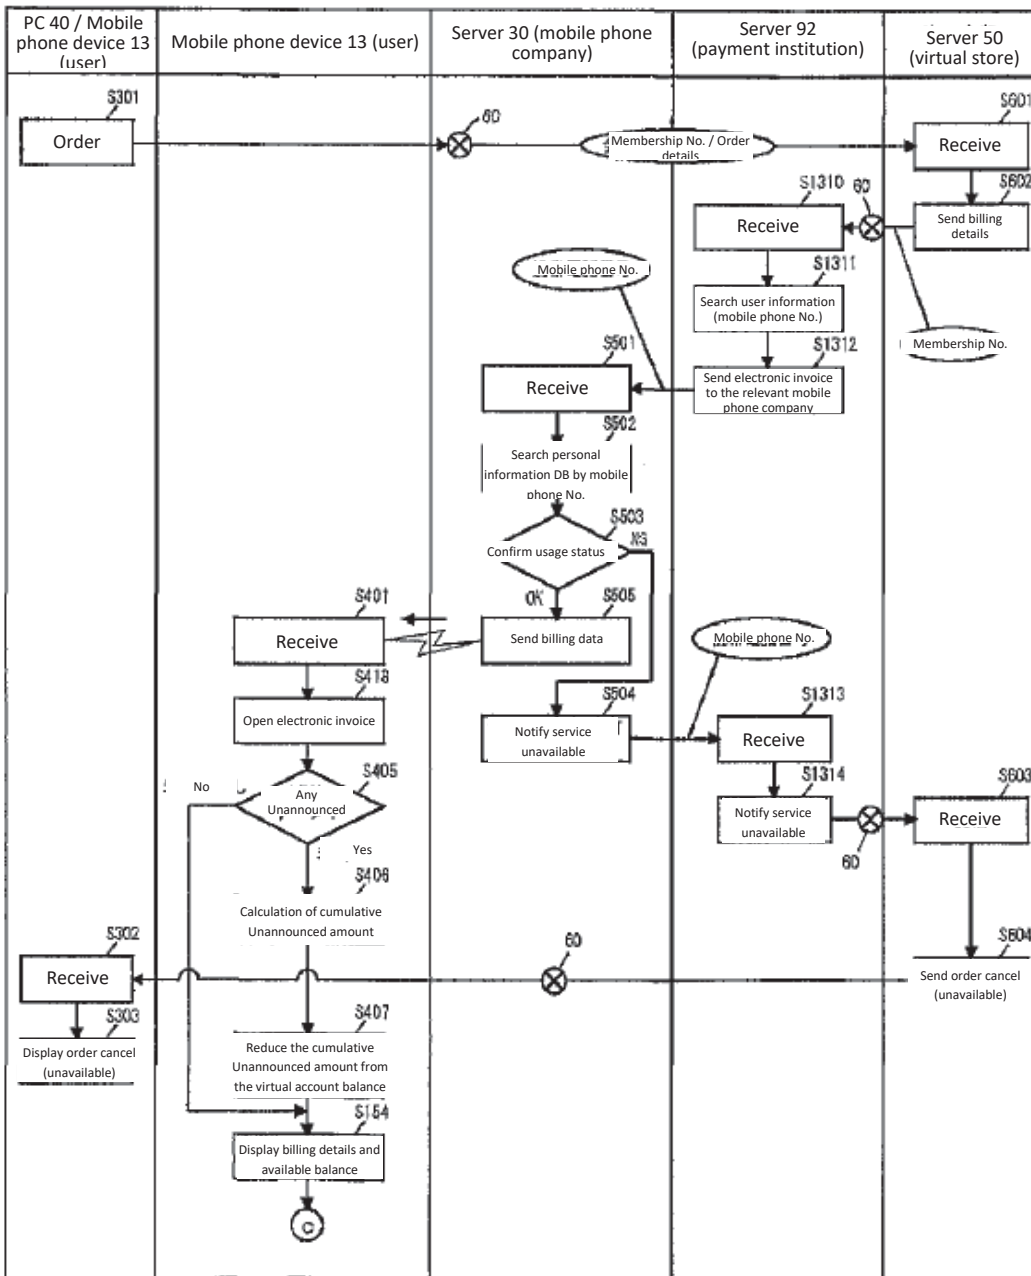 PC 40 / Mobile
phone device 13
(user)
Mobile phone device 13 (user)
Server 30 (mobile phone
company)
Server 92
(payment institution)
Server 50
(virtual store)
S301
Order
60
Membership No. / Order
details
S601
Receive
S602
Send billing
details
60
S1310
Receive
Mobile phone No.
S1311
Search user information
(mobile phone No.)
Membership No.
S1312
Send electronic invoice
to the relevant mobile
phone company
S501
Receive
S502
Search personal
information DB by mobile
phone No.
S503
Confirm usage status
NG
OK
S505
Send billing data
S401
Receive
Mobile phone No.
S418
Open electronic invoice
S504
Notify service
unavailable
S1313
Receive
S405
Any
Unannounced
No
Yes
S1314
Notify service
unavailable
60
S603
Receive
S406
Calculation of cumulative
Unannounced amount
S302
Receive
60
S604
Send order cancel
(unavailable)
S303
Display order cancel
(unavailable)
S407
Reduce the cumulative
Unannounced amount from
the virtual account balance
S154
Display billing details and
available balance
C